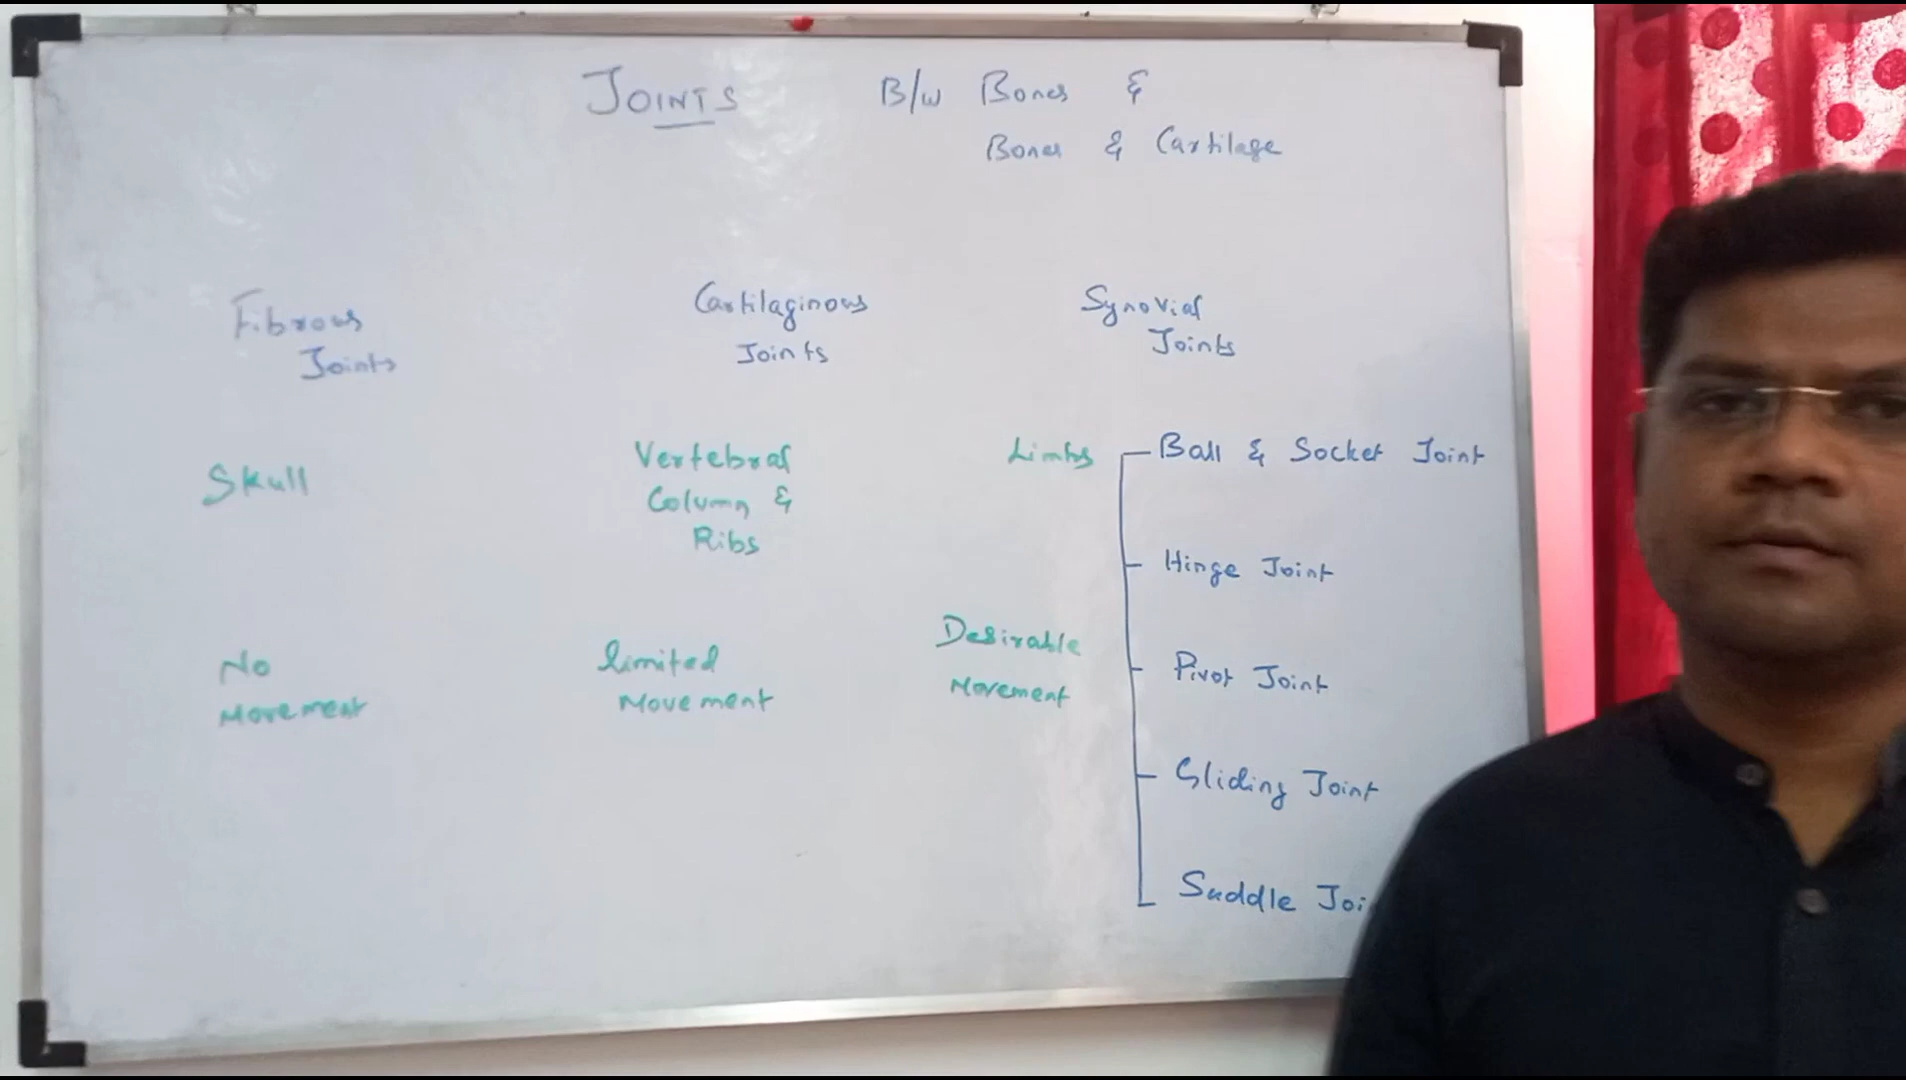 JOINTS B/w Bones &
Bones & Cartilage
Fibrous
Joints
Cartilaginous
Joints
Synovial
Joints
Skull
Vertebral
Column &
Ribs
Limbs
Ball & Socket Joint
Hinge Joint
Pivot Joint
Gliding Joint
Saddle Joi
No
Movement
limited
Movement
Desirable
Movement